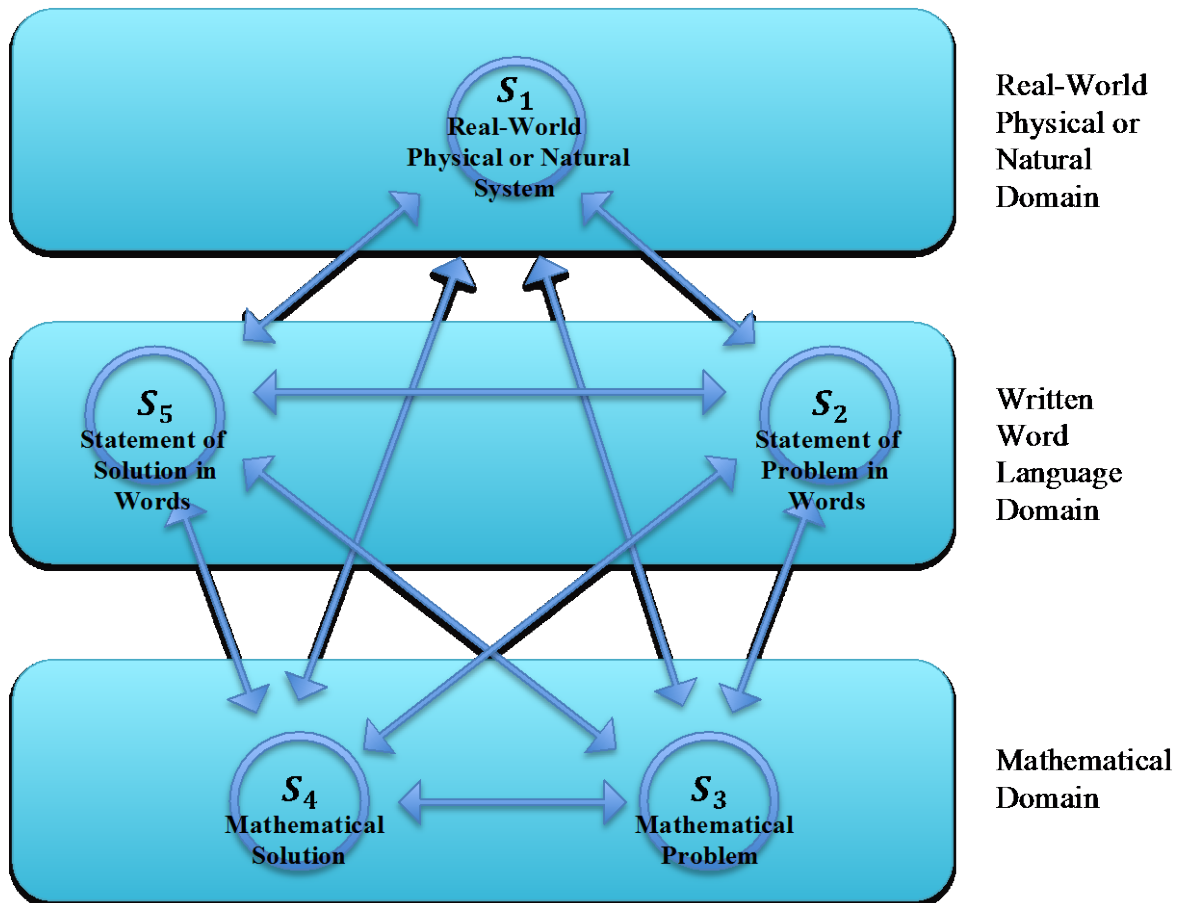 S₁
Real-World
Physical or Natural
System
Real-World
Physical or
Natural
Domain
S₅
Statement of
Solution in
Words
S₂
Statement of
Problem in
Words
Written
Word
Language
Domain
S₄
Mathematical
Solution
S₃
Mathematical
Problem
Mathematical
Domain